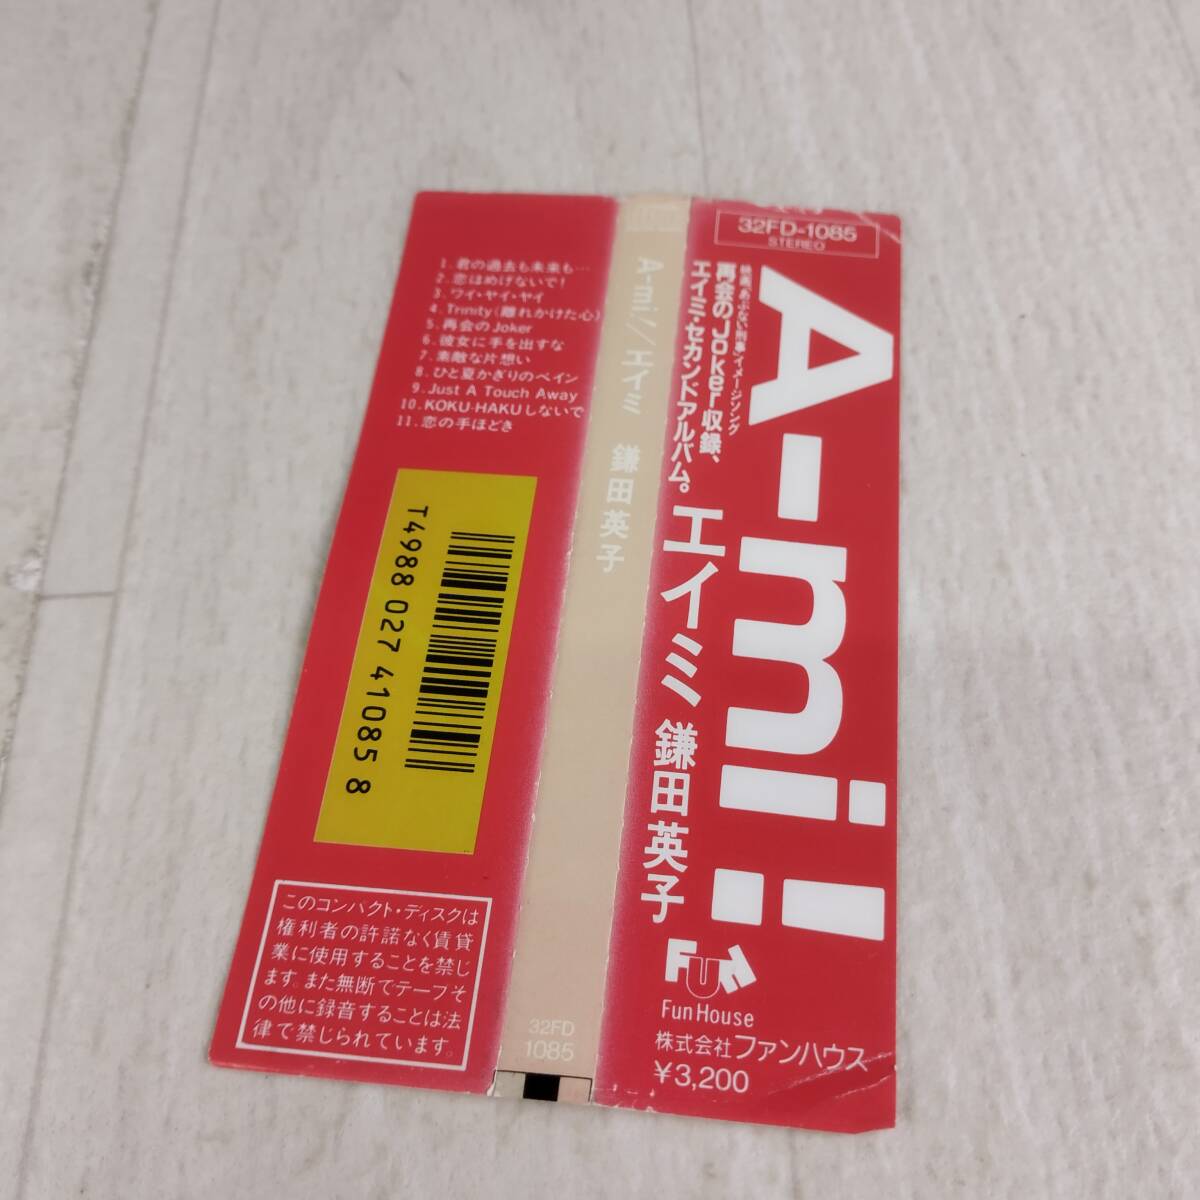 32FD-1085
STEREO
A-mi!
映画「あぶない刑事」イメージソング
再会のJoker収録、
エイミ・セカンドアルバム。
エイミ 鎌田英子
Fun
Fun House
株式会社ファンハウス
¥3,200
A-mi!/エイミ 鎌田英子
32FD
1085
1. 君の過去も未来も…
2. 恋はめげないで!
3. ワイ・ヤイ・ヤイ
4. Trinity(離れかけた心)
5. 再会のJoker
6. 彼女に手を出すな
7. 素敵な片想い
8. ひと夏かぎりのペイン
9. Just A Touch Away
10. KOKU-HAKUしないで
11. 恋の手ほどき
T4988 027 41085 8
このコンパクト・ディスクは
権利者の許諾なく賃貸
業に使用することを禁じ
ます。また無断でテープそ
の他に録音することは法
律で禁じられています。